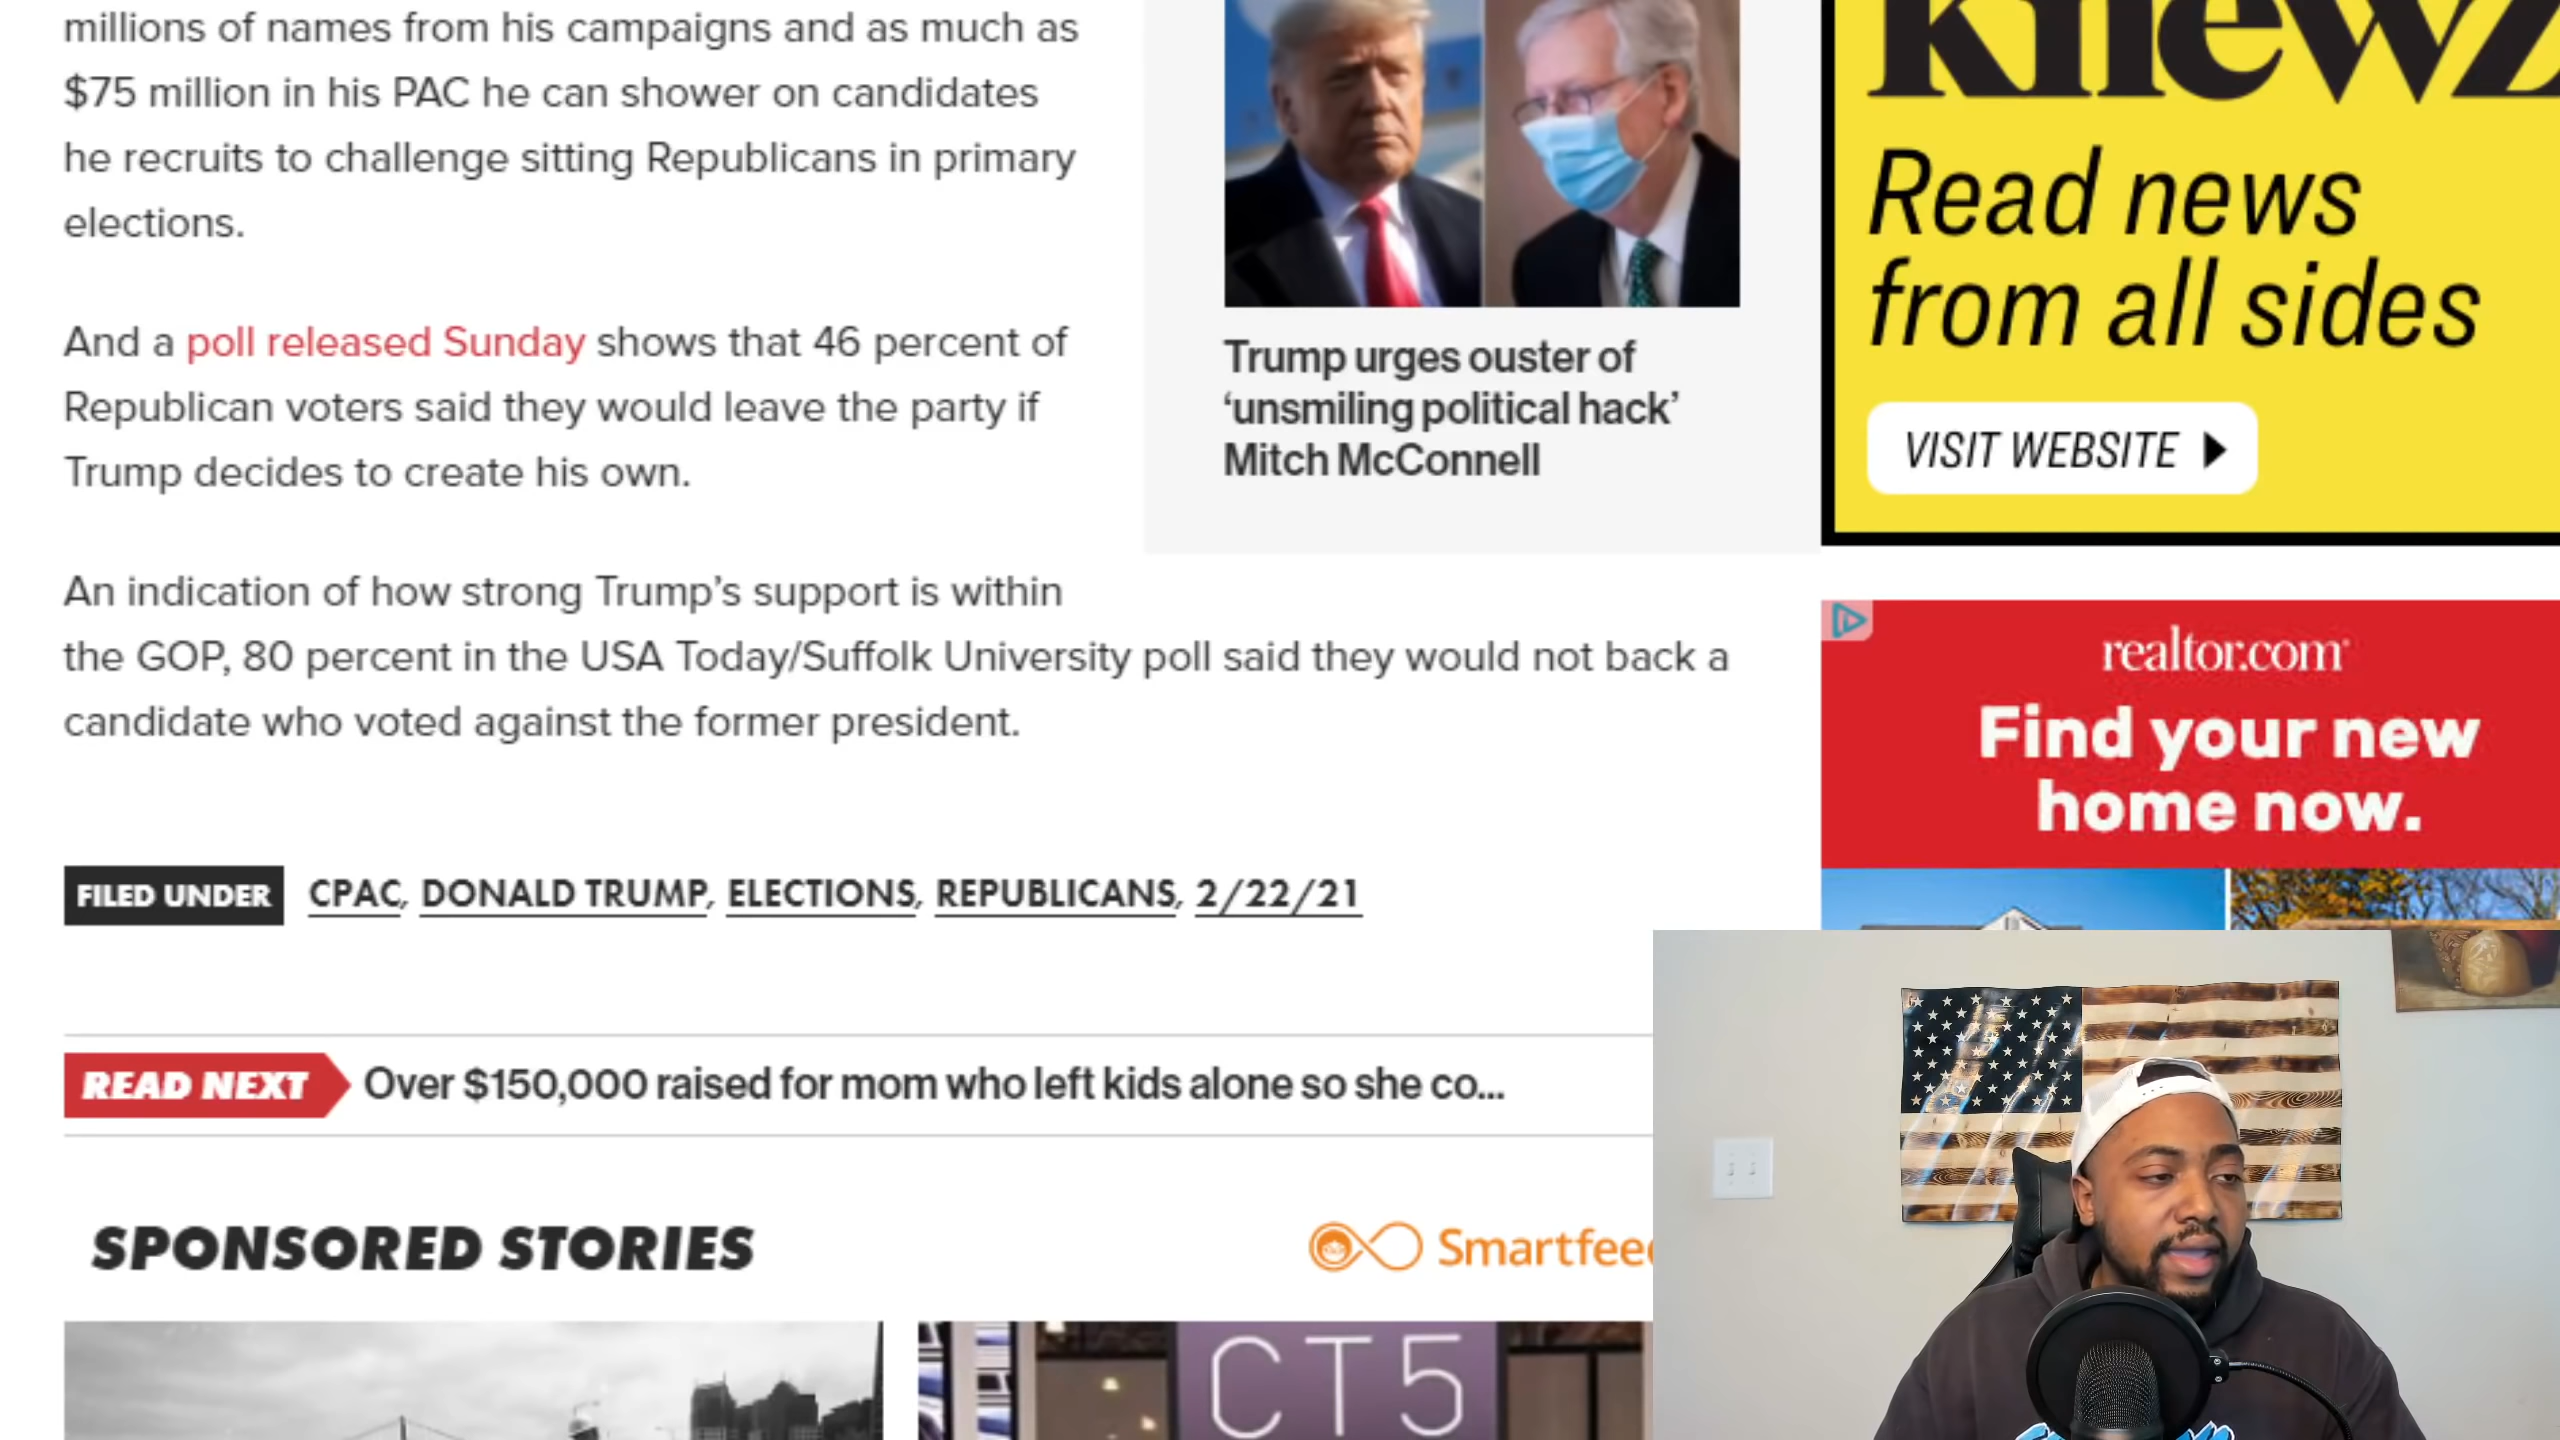 millions of names from his campaigns and as much as
$75 million in his PAC he can shower on candidates
he recruits to challenge sitting Republicans in primary
elections.
And a poll released Sunday shows that 46 percent of
Republican voters said they would leave the party if
Trump decides to create his own.
An indication of how strong Trump's support is within
the GOP, 80 percent in the USA Today/Suffolk University poll said they would not back a
candidate who voted against the former president.
FILED UNDER CPAC, DONALD TRUMP, ELECTIONS, REPUBLICANS, 2/22/21
READ NEXT Over $150,000 raised for mom who left kids alone so she co...
SPONSORED STORIES
Smartfee
CT5
Trump urges ouster of
‘unsmiling political hack’
Mitch McConnell
knewz
Read news
from all sides
VISIT WEBSITE
realtor.com
Find your new
home now.